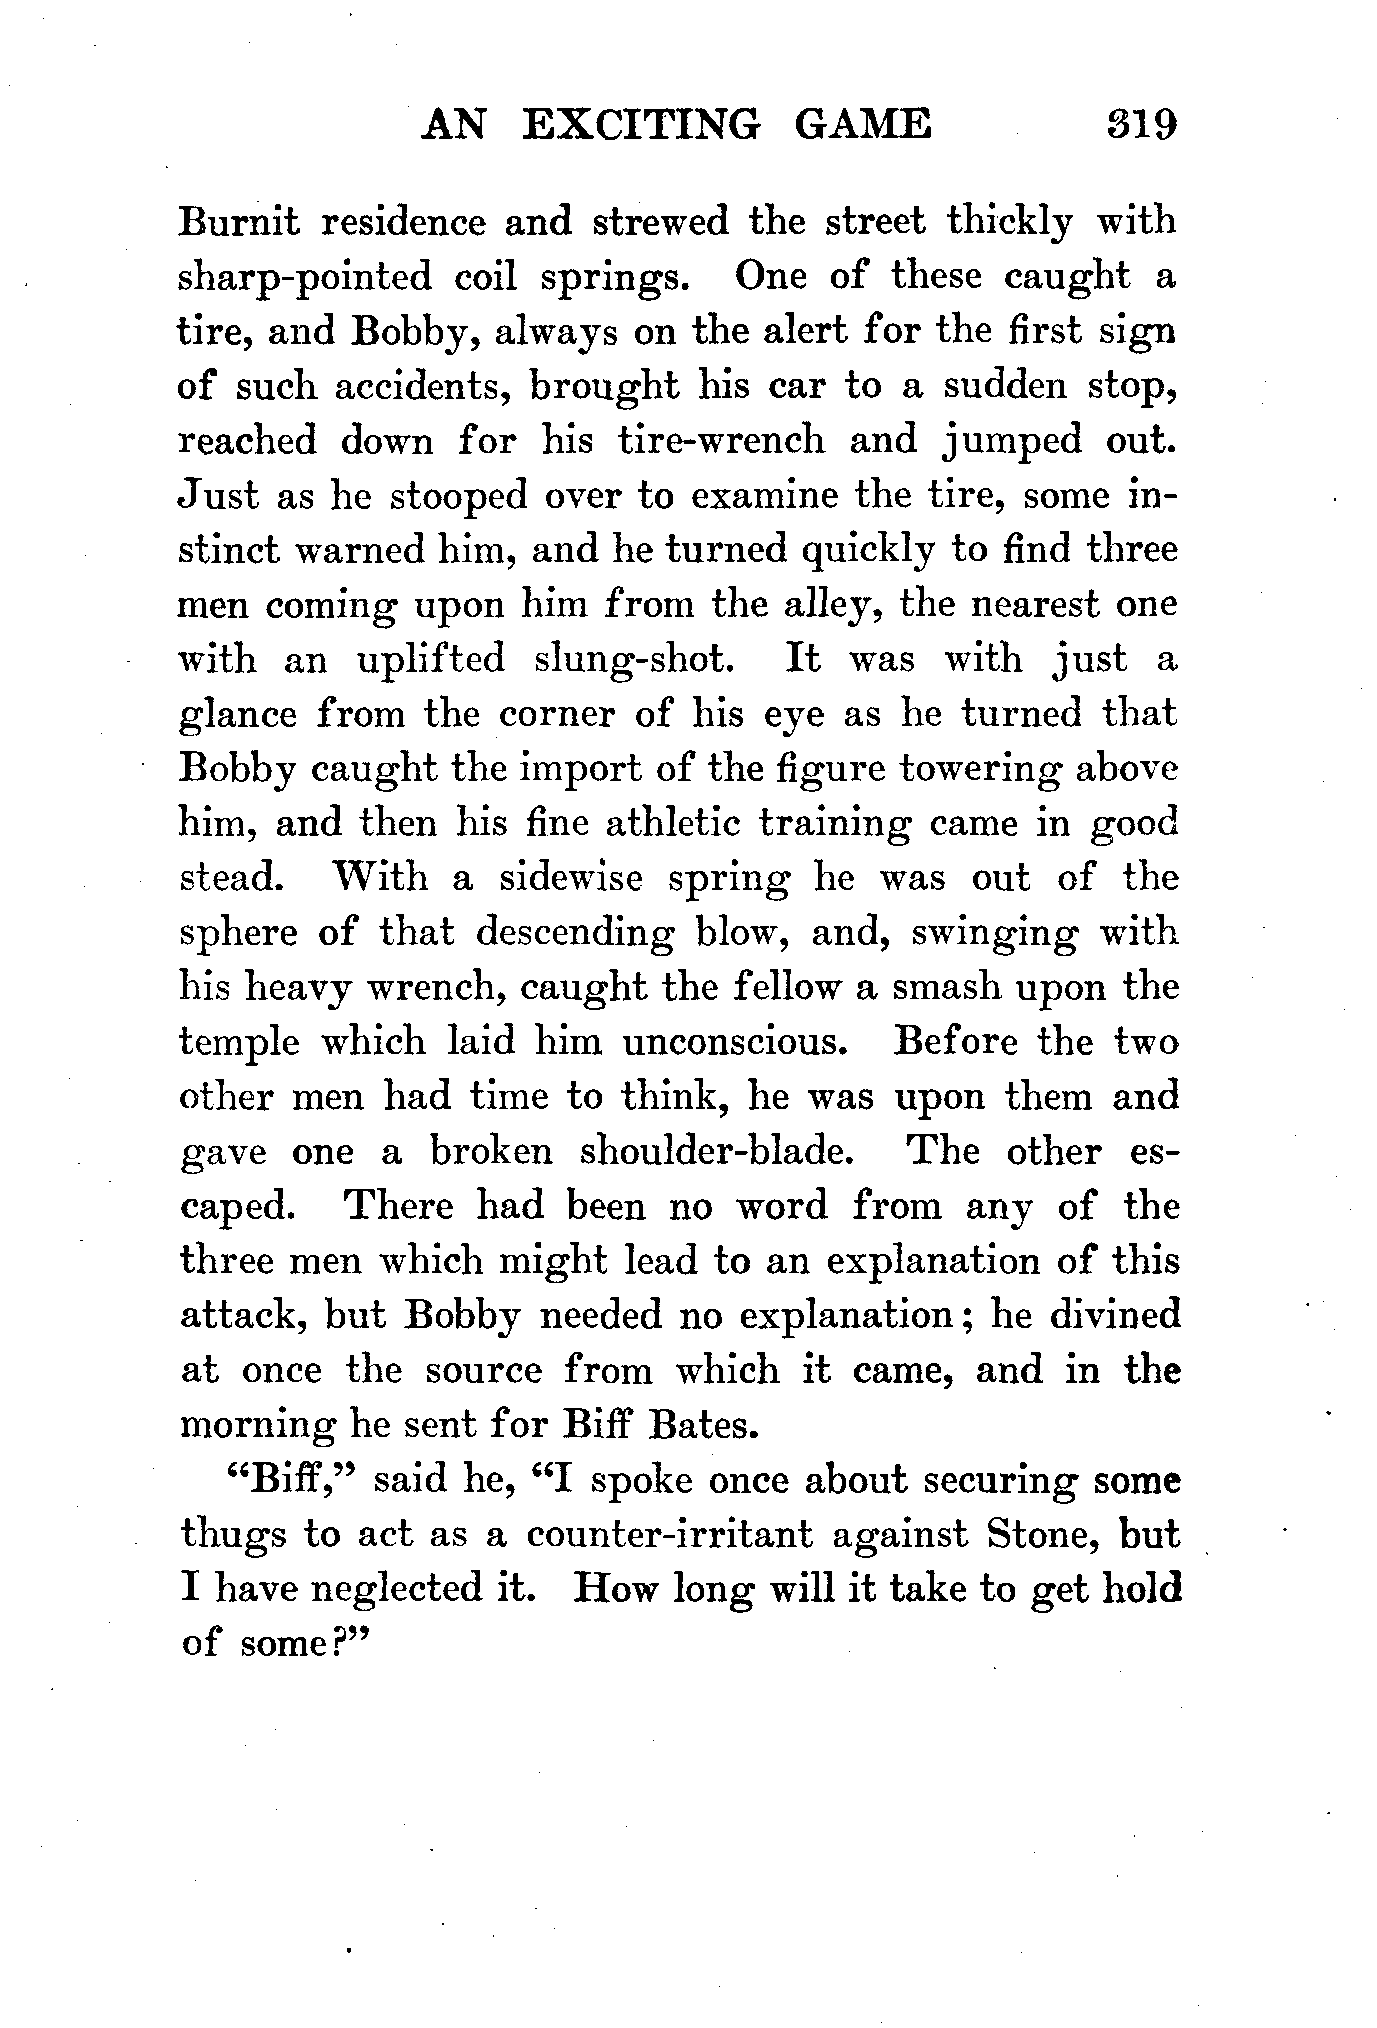 AN EXCITING GAME 319
Burnit residence and strewed the street thickly with
sharp-pointed coil springs. One of these caught a
tire, and Bobby, always on the alert for the first sign
of such accidents, brought his car to a sudden stop,
reached down for his tire-wrench and jumped out.
Just as he stooped over to examine the tire, some in-
stinct warned him, and he turned quickly to find three
men coming upon him from the alley, the nearest one
with an uplifted slung-shot. It was with just a
glance from the corner of his eye as he turned that
Bobby caught the import of the figure towering above
him, and then his fine athletic training came in good
stead. With a sidewise spring he was out of the
sphere of that descending blow, and, swinging with
his heavy wrench, caught the fellow a smash upon the
temple which laid him unconscious. Before the two
other men had time to think, he was upon them and
gave one a broken shoulder-blade. The other es-
caped. There had been no word from any of the
three men which might lead to an explanation of this
attack, but Bobby needed no explanation; he divined
at once the source from which it came, and in the
morning he sent for Biff Bates.
“Biff,” said he, “I spoke once about securing some
thugs to act as a counter-irritant against Stone, but
I have neglected it. How long will it take to get hold
of some?”